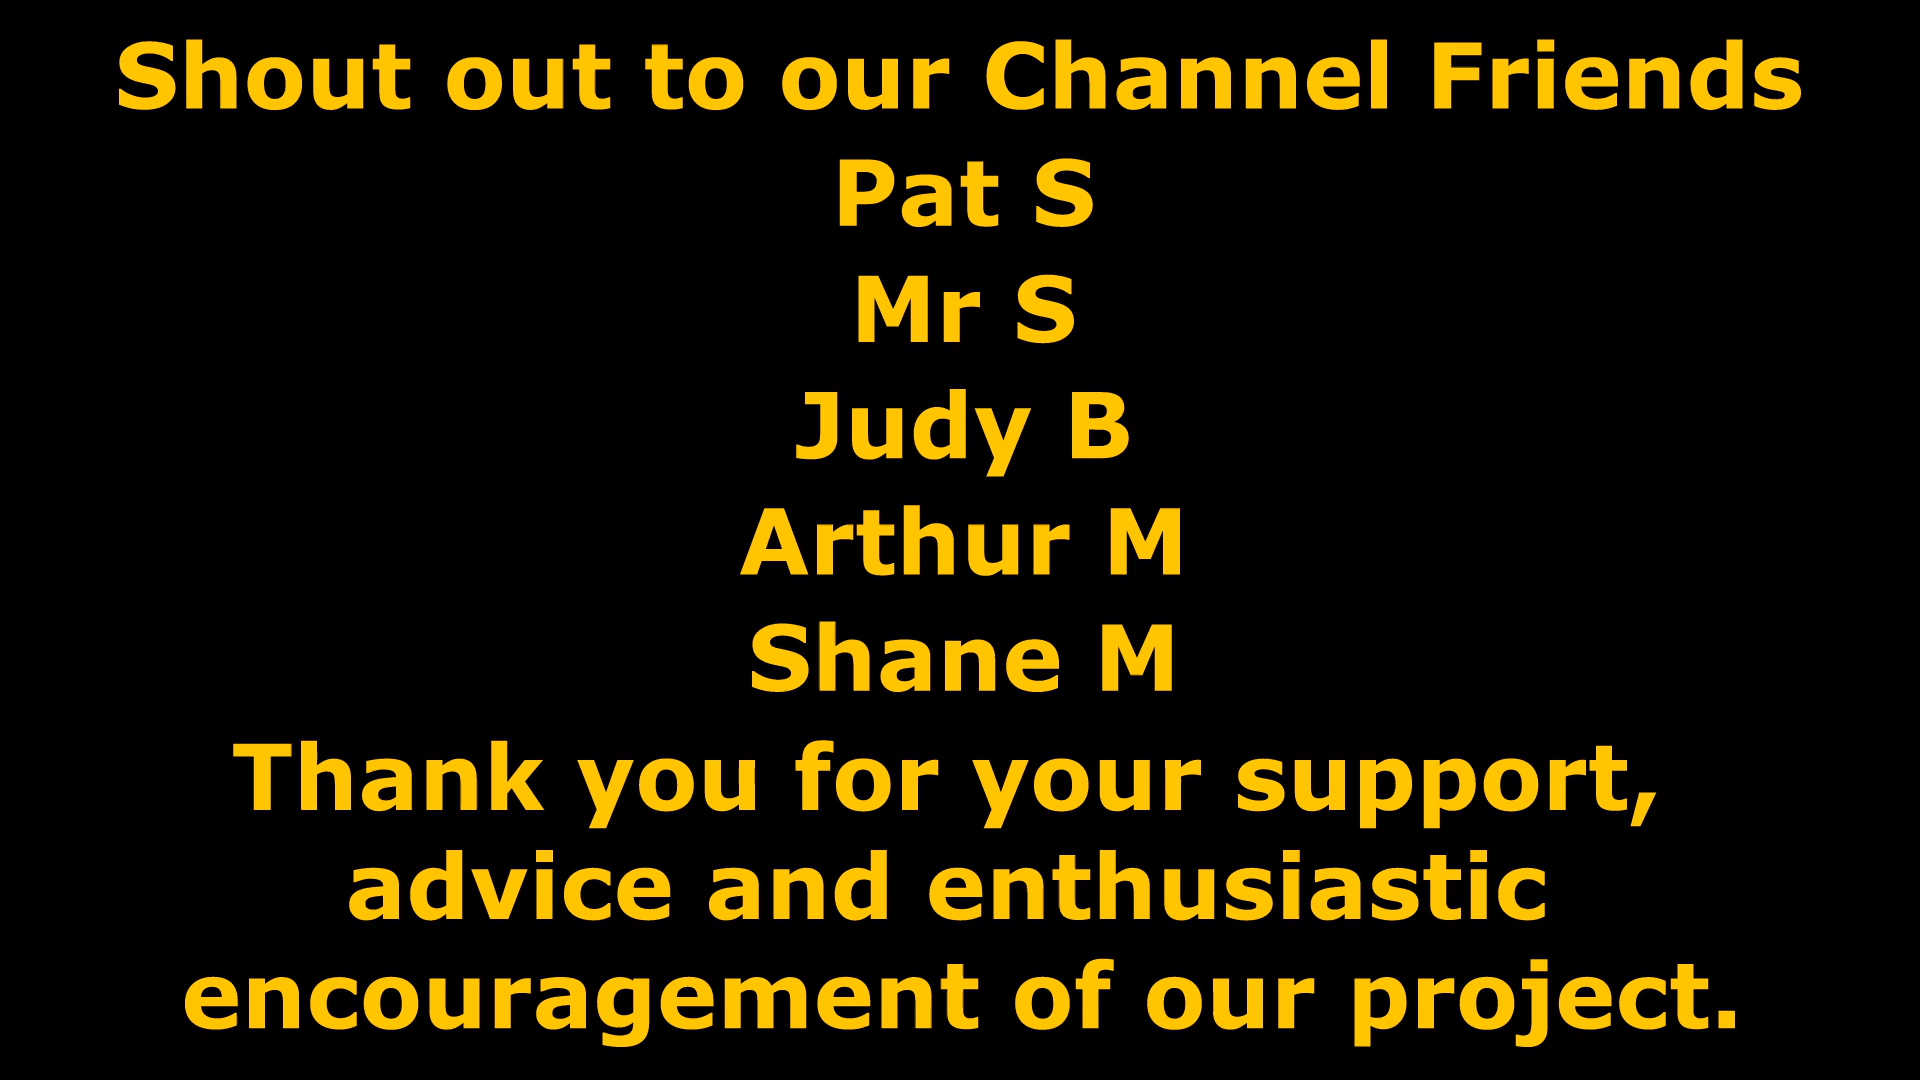 Shout out to our Channel Friends
Pat S
Mr S
Judy B
Arthur M
Shane M
Thank you for your support,
advice and enthusiastic
encouragement of our project.